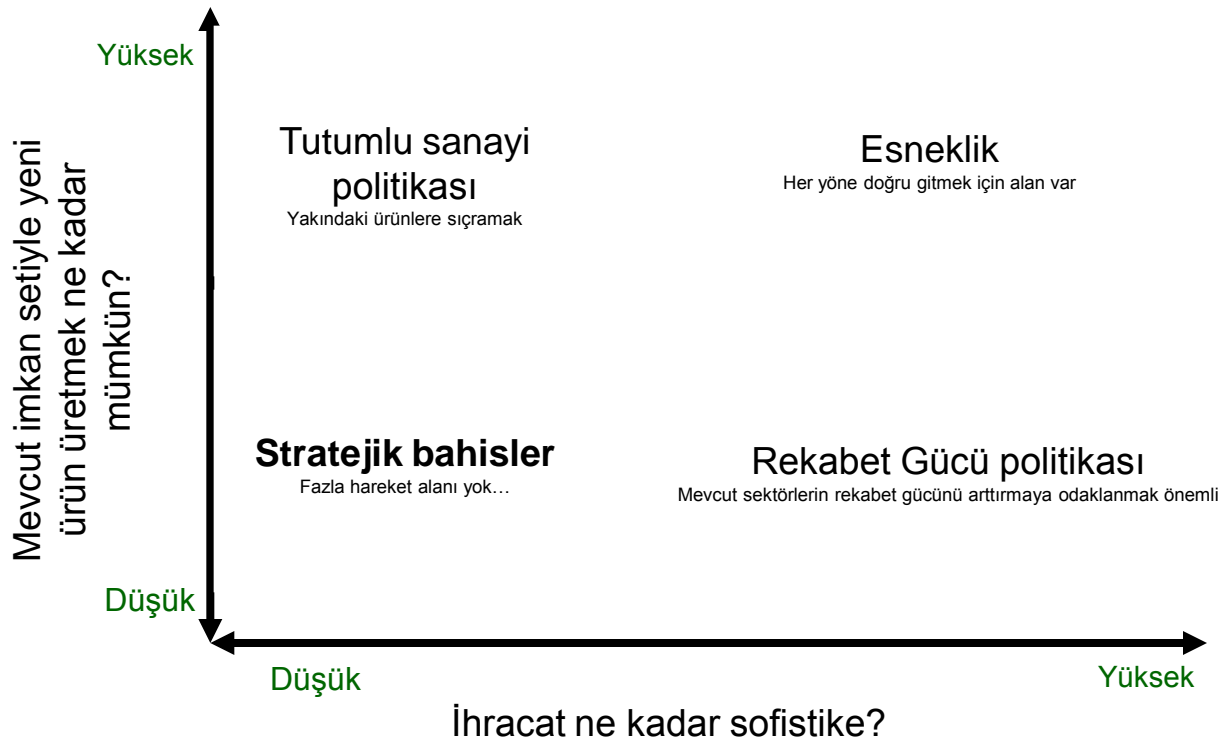 Yüksek
Mevcut imkan setiyle yeni
ürün üretmek ne kadar
mümkün?
Tutumlu sanayi
politikası
Yakındaki ürünlere sıçramak
Esneklik
Her yöne doğru gitmek için alan var
Stratejik bahisler
Fazla hareket alanı yok…
Rekabet Gücü politikası
Mevcut sektörlerin rekabet gücünü arttırmaya odaklanmak önemli
Düşük
Düşük
Yüksek
İhracat ne kadar sofistike?